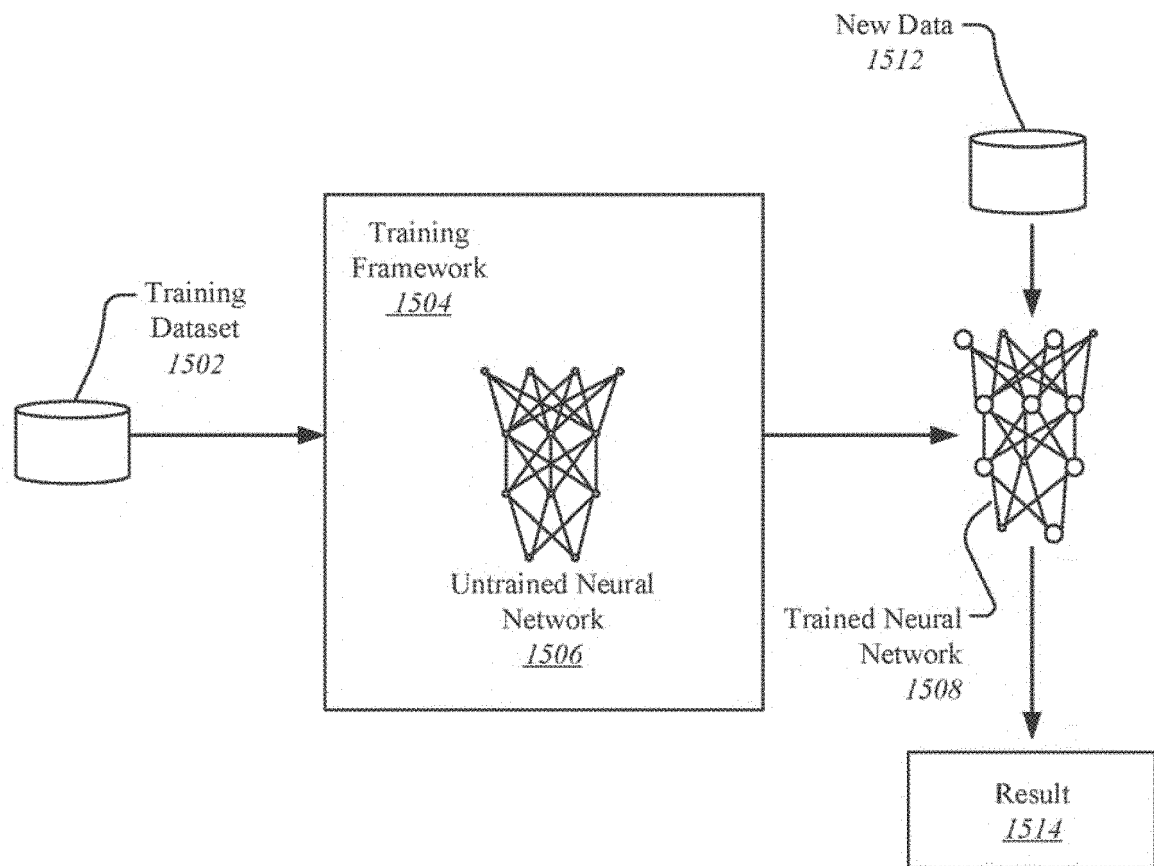 New Data
1512
Training
Framework
1504
Training
Dataset
1502
Untrained Neural
Network
1506
Trained Neural
Network
1508
Result
1514